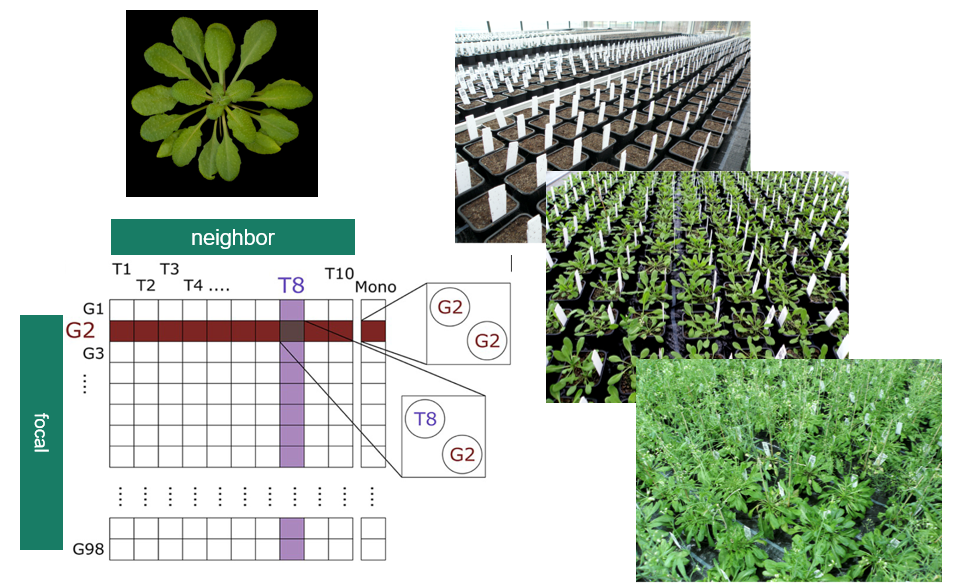 neighbor
T1
T2
T3
T4 ....
T8
T10
Mono
focal
G1
G2
G3
G98
G2
G2
T8
G2